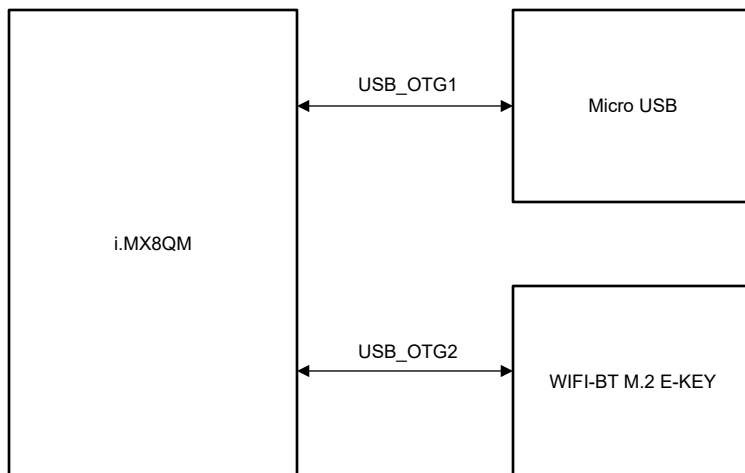 USB_OTG1
Micro USB
i.MX8QM
USB_OTG2
WIFI-BT M.2 E-KEY